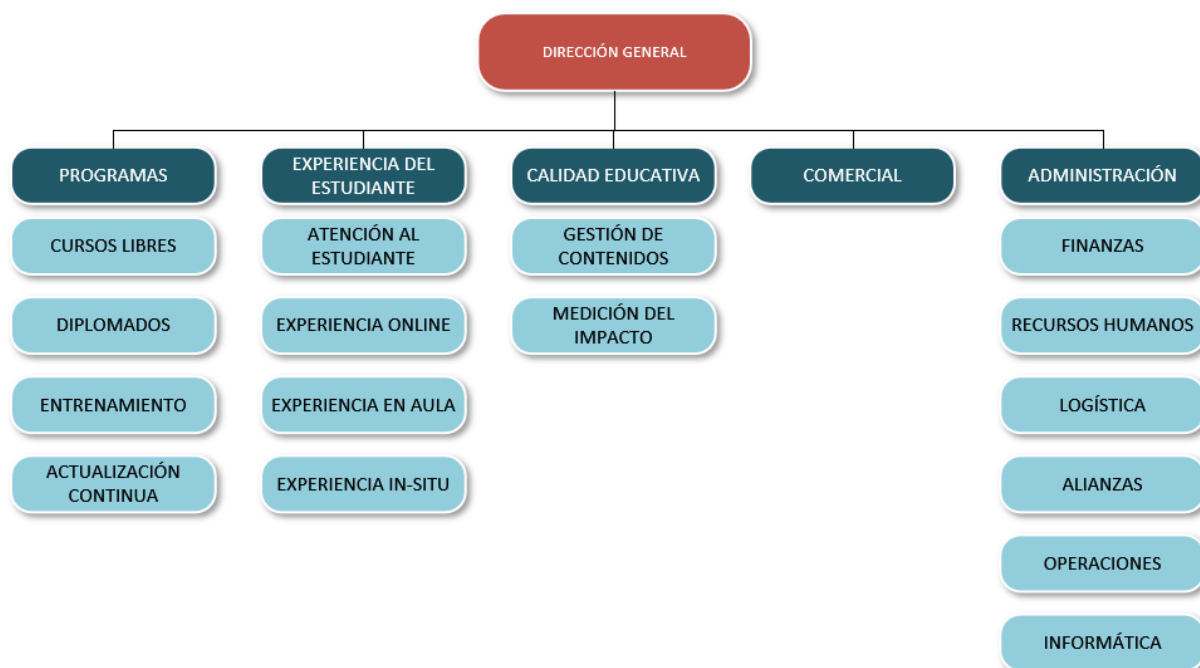 DIRECCIÓN GENERAL
PROGRAMAS
CURSOS LIBRES
DIPLOMADOS
ENTRENAMIENTO
ACTUALIZACIÓN
CONTINUA
EXPERIENCIA DEL
ESTUDIANTE
ATENCIÓN AL
ESTUDIANTE
EXPERIENCIA ONLINE
EXPERIENCIA EN AULA
EXPERIENCIA IN-SITU
CALIDAD EDUCATIVA
GESTIÓN DE
CONTENIDOS
MEDICIÓN DEL
IMPACTO
COMERCIAL
ADMINISTRACIÓN
FINANZAS
RECURSOS HUMANOS
LOGÍSTICA
ALIANZAS
OPERACIONES
INFORMÁTICA